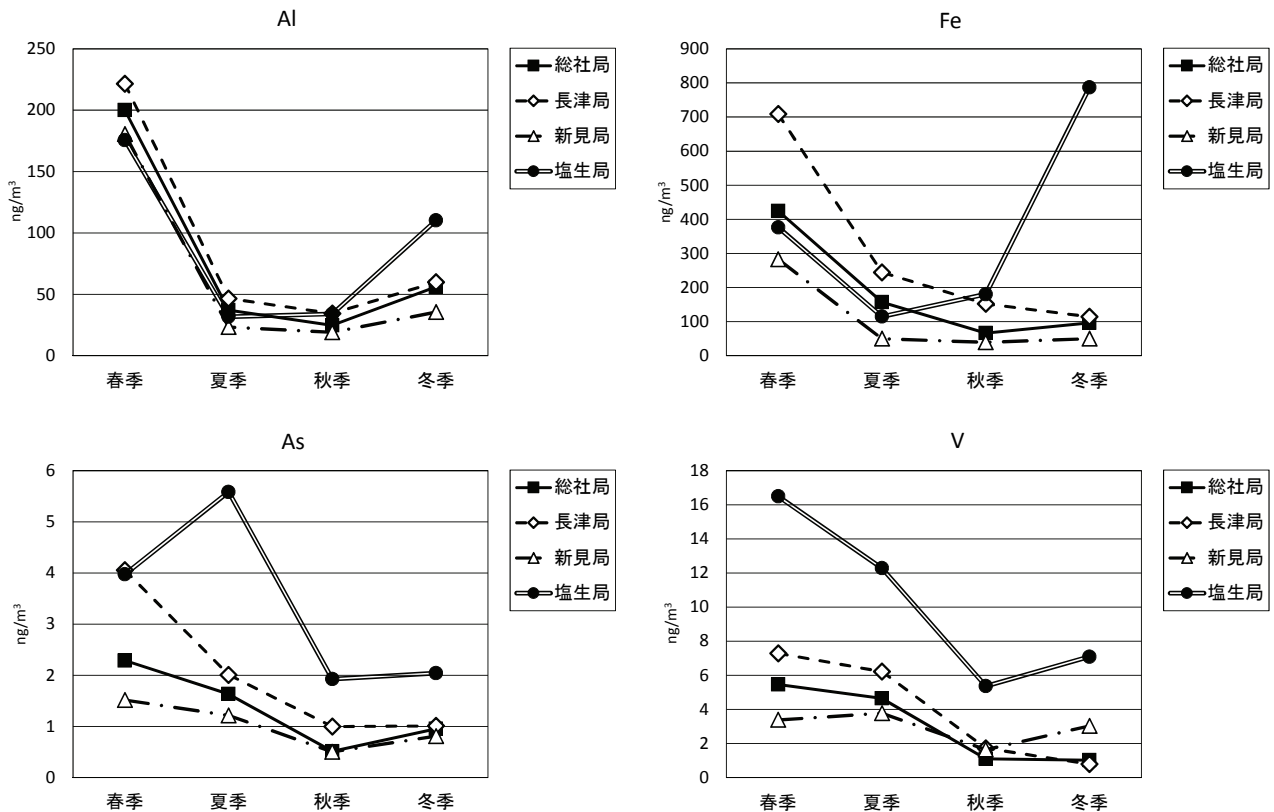 Al
250
200
150
100
50
0
ng/m³
春季 夏季 秋季 冬季
総社局
長津局
新見局
塩生局
Fe
900
800
700
600
500
400
300
200
100
0
ng/m³
春季 夏季 秋季 冬季
総社局
長津局
新見局
塩生局
As
6
5
4
3
2
1
0
ng/m³
春季 夏季 秋季 冬季
総社局
長津局
新見局
塩生局
V
18
16
14
12
10
8
6
4
2
0
ng/m³
春季 夏季 秋季 冬季
総社局
長津局
新見局
塩生局